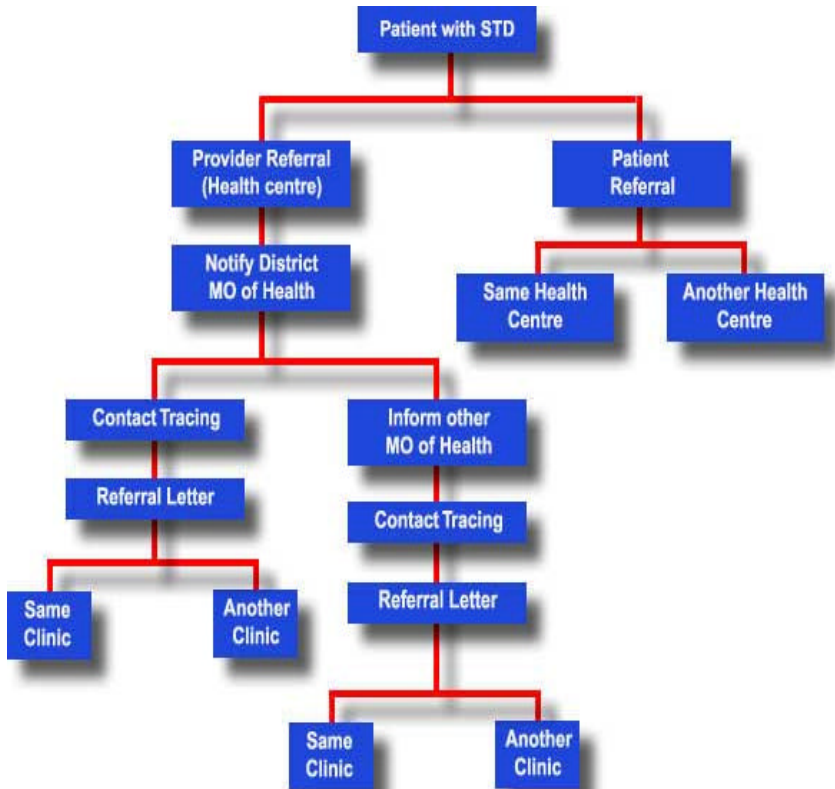 Patient with STD
Provider Referral
(Health centre)
Patient
Referral
Notify District
MO of Health
Same Health
Centre
Another Health
Centre
Contact Tracing
Inform other
MO of Health
Referral Letter
Contact Tracing
Same
Clinic
Another
Clinic
Referral Letter
Same
Clinic
Another
Clinic